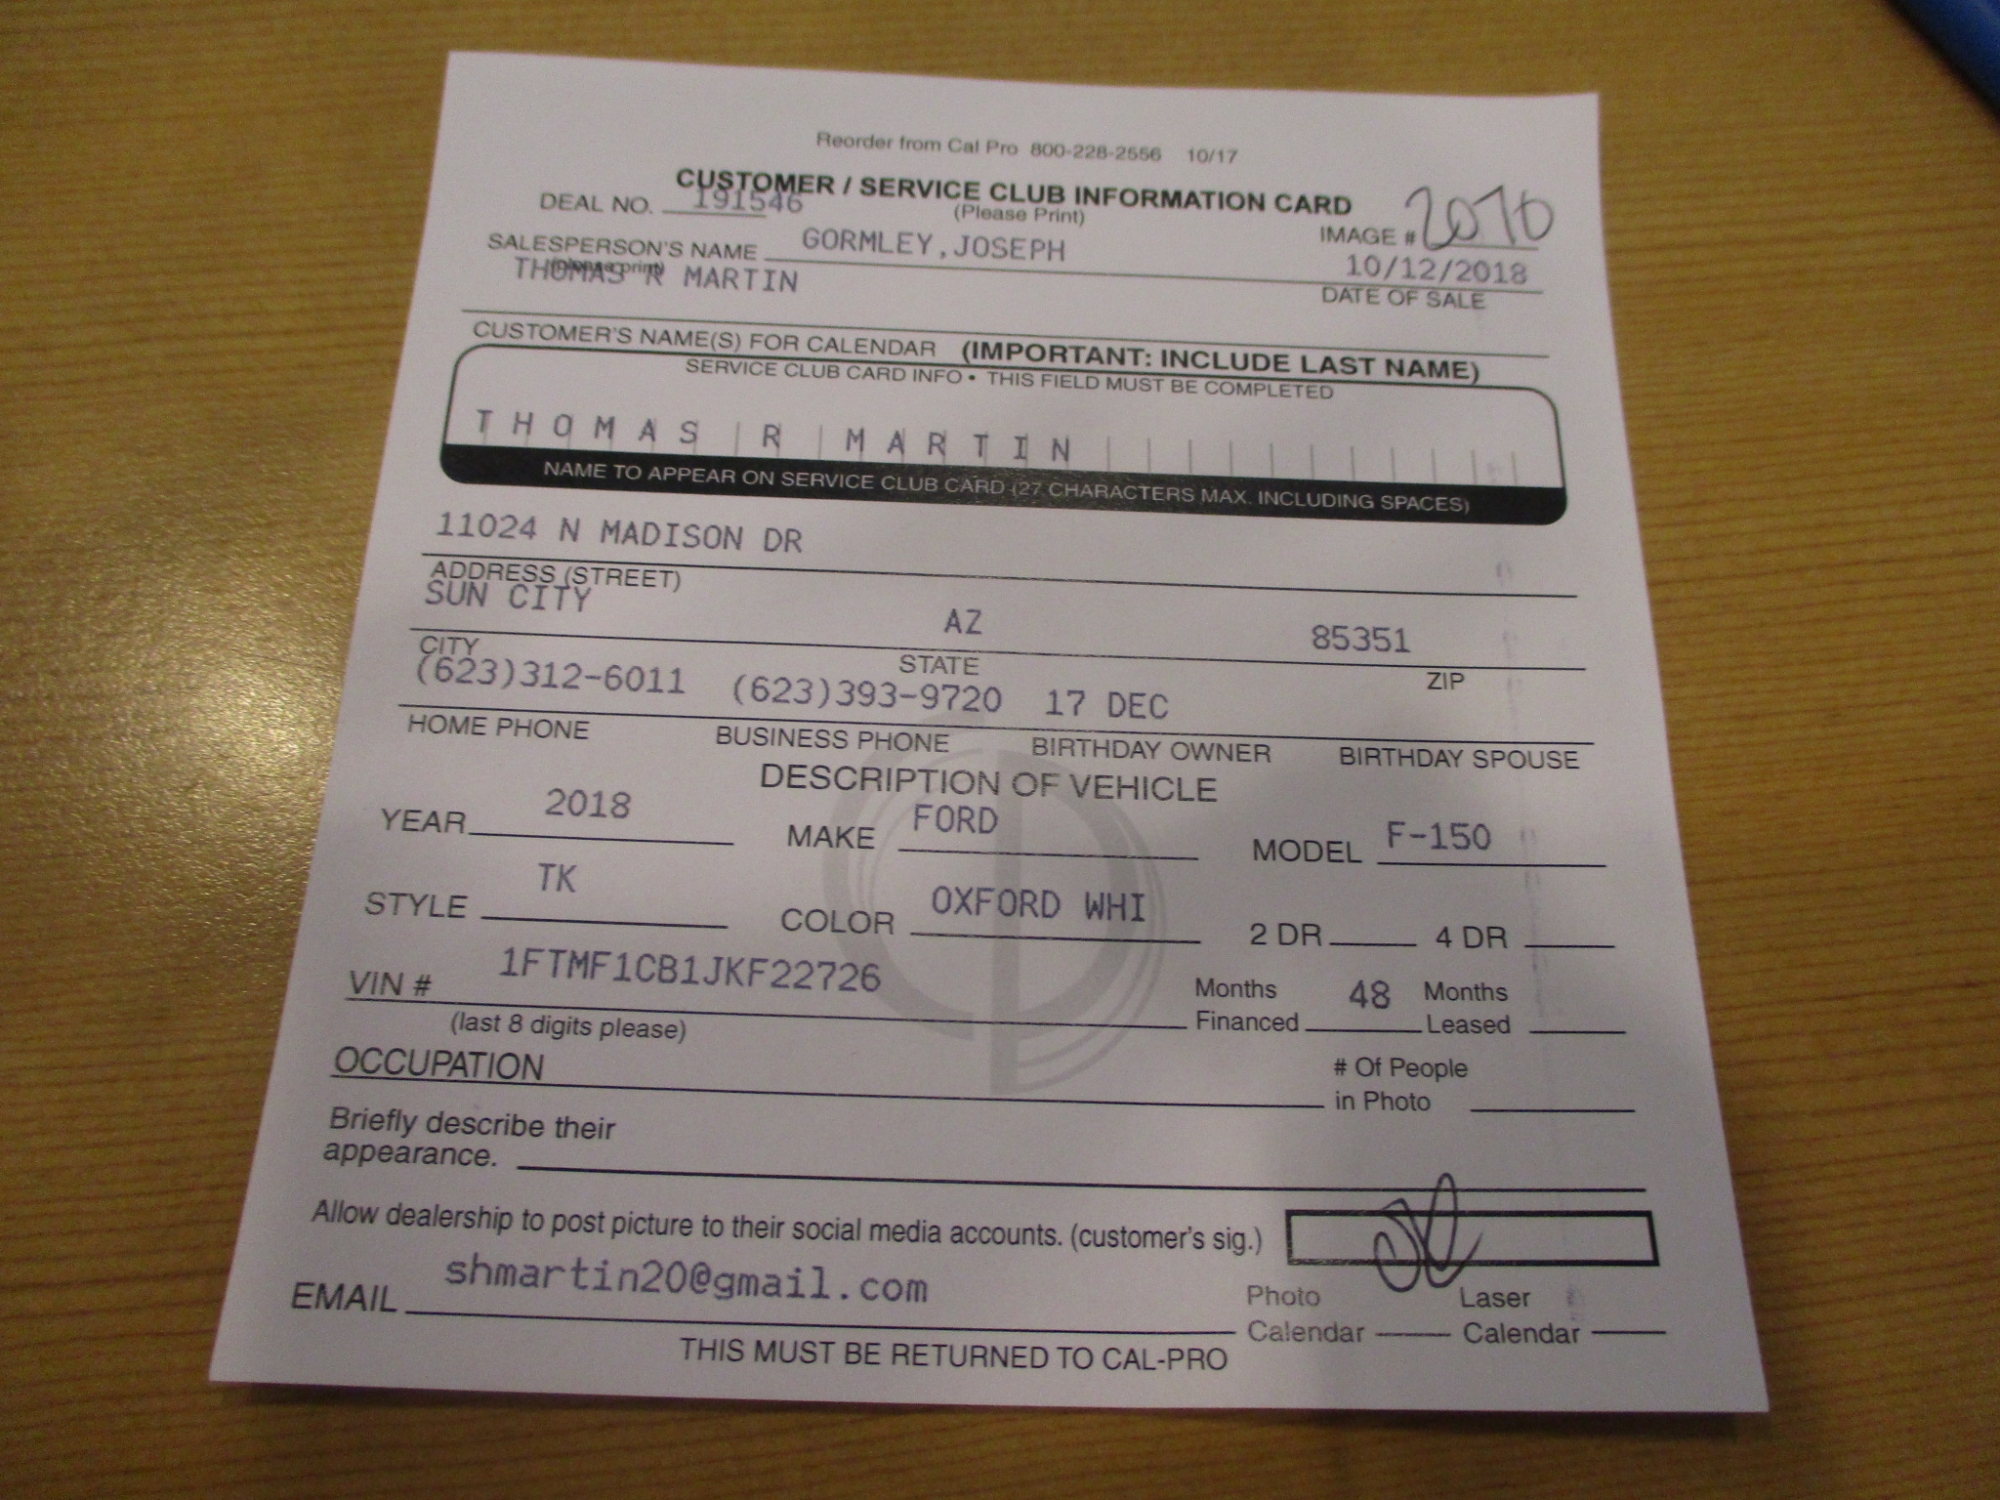 Reorder from Cal Pro 800-228-2556 10/17
CUSTOMER / SERVICE CLUB INFORMATION CARD
DEAL NO. 191546 (Please Print) IMAGE # 2070
SALESPERSON'S NAME GORMLEY,JOSEPH 10/12/2018
(please print) DATE OF SALE
THOMAS R MARTIN
CUSTOMER'S NAME(S) FOR CALENDAR (IMPORTANT: INCLUDE LAST NAME)
SERVICE CLUB CARD INFO • THIS FIELD MUST BE COMPLETED
THOMAS R MARTIN
NAME TO APPEAR ON SERVICE CLUB CARD (27 CHARACTERS MAX. INCLUDING SPACES)
11024 N MADISON DR
ADDRESS (STREET)
SUN CITY AZ 85351
CITY STATE ZIP
(623)312-6011 (623)393-9720 17 DEC
HOME PHONE BUSINESS PHONE BIRTHDAY OWNER BIRTHDAY SPOUSE
DESCRIPTION OF VEHICLE
YEAR 2018 MAKE FORD MODEL F-150
STYLE TK COLOR OXFORD WHI 2 DR 4 DR
VIN # 1FTMF1CB1JKF22726 Months Financed 48 Months Leased
(last 8 digits please)
OCCUPATION # Of People in Photo
Briefly describe their
appearance.
Allow dealership to post picture to their social media accounts. (customer's sig.)
EMAIL shmartin20@gmail.com Photo Calendar Laser Calendar
THIS MUST BE RETURNED TO CAL-PRO